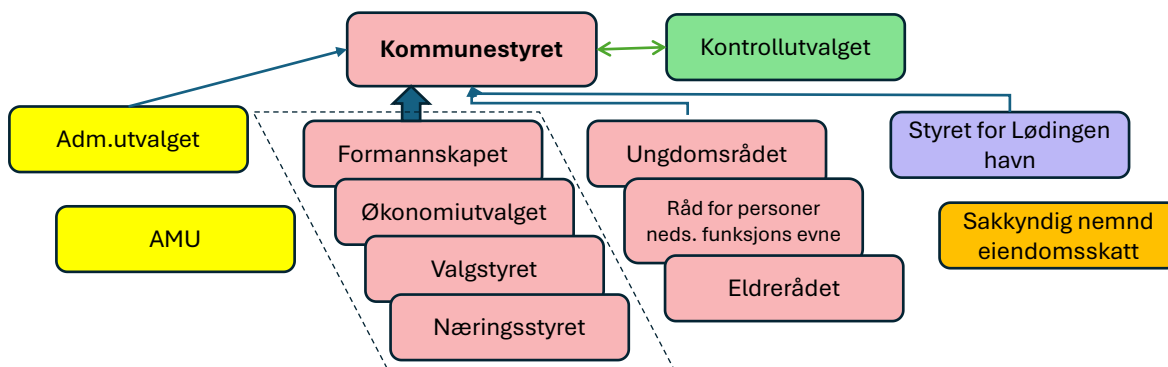 Kommunestyret
Kontrollutvalget
Adm.utvalget
AMU
Formannskapet
Økonomiutvalget
Valgstyret
Næringsstyret
Ungdomsrådet
Råd for personer
neds. funksjons evne
Eldrerådet
Styret for Lødingen
havn
Sakkyndig nemnd
eiendomsskatt